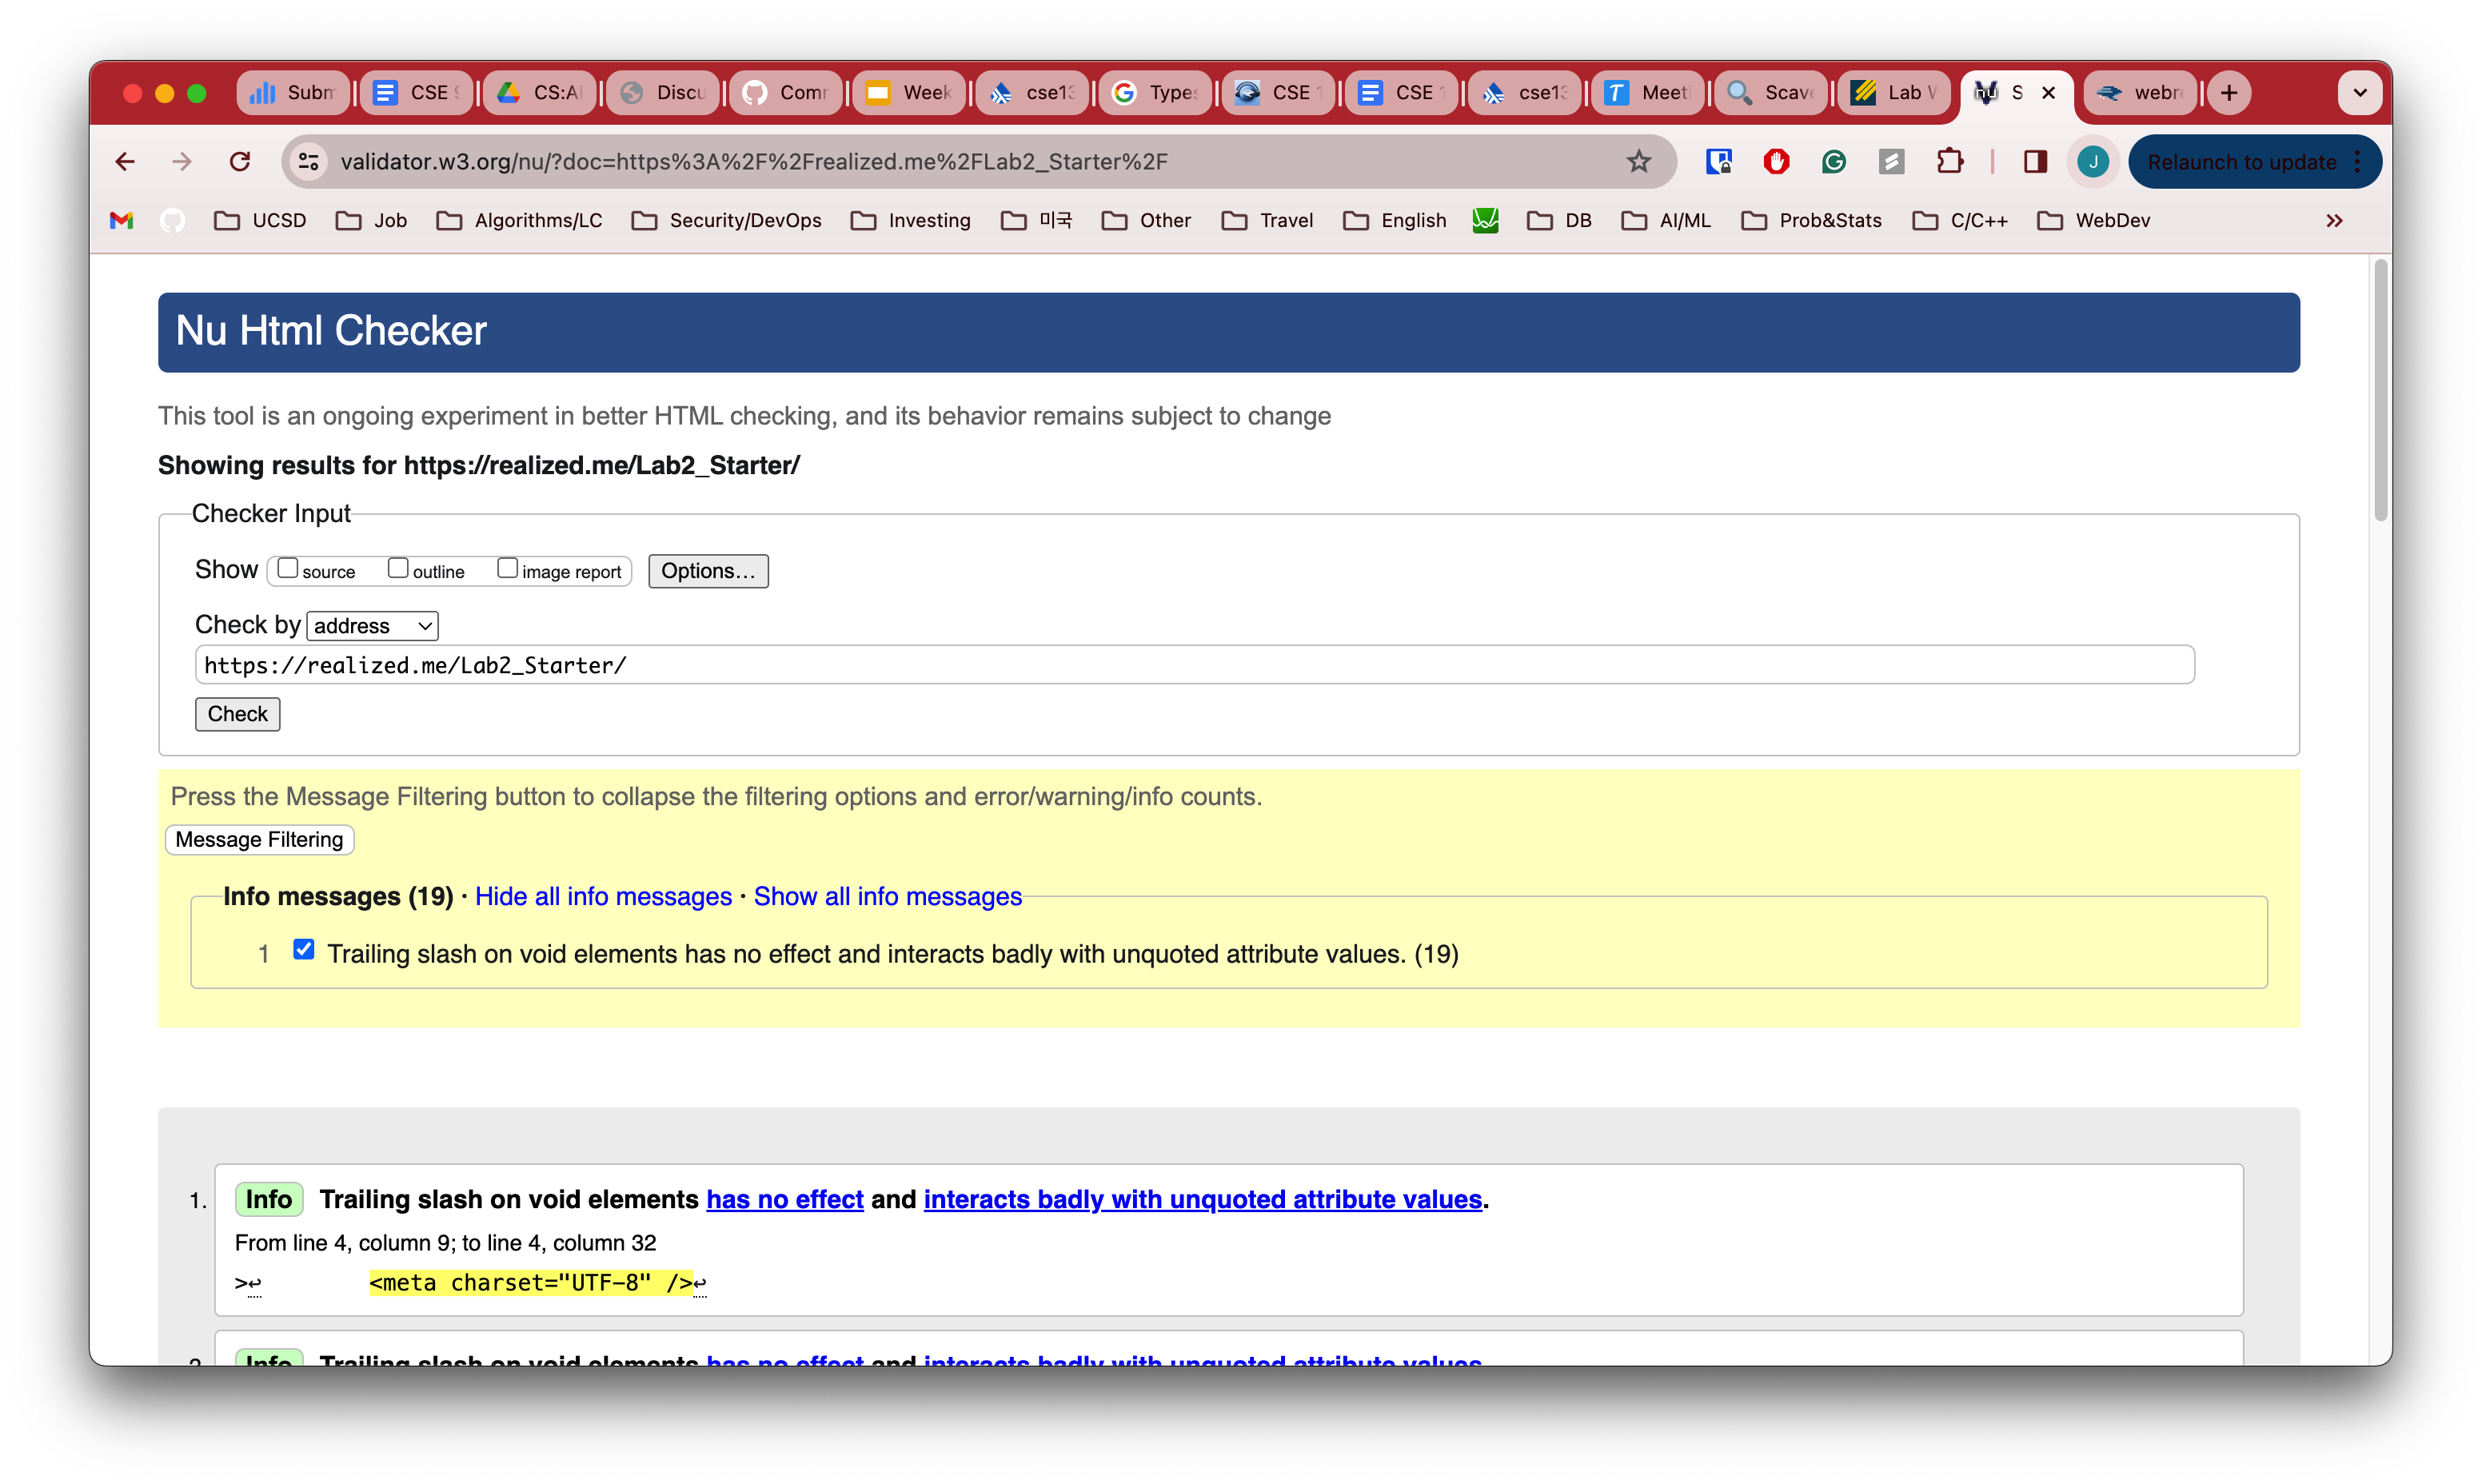 Subm CSE 9 CS:AI Discu Comm Week cse13 Types CSE 1 CSE 1 cse13 Meeti Scave Lab W S webre
validator.w3.org/nu/?doc=https%3A%2F%2Frealized.me%2FLab2_Starter%2F J Relaunch to update
UCSD Job Algorithms/LC Security/DevOps Investing 미국 Other Travel English DB AI/ML Prob&Stats C/C++ WebDev
Nu Html Checker
This tool is an ongoing experiment in better HTML checking, and its behavior remains subject to change
Showing results for https://realized.me/Lab2_Starter/
Checker Input
Show source outline image report Options...
Check by address
https://realized.me/Lab2_Starter/
Check
Press the Message Filtering button to collapse the filtering options and error/warning/info counts.
Message Filtering
Info messages (19) · Hide all info messages · Show all info messages
1 Trailing slash on void elements has no effect and interacts badly with unquoted attribute values. (19)
1. Info Trailing slash on void elements has no effect and interacts badly with unquoted attribute values.
From line 4, column 9; to line 4, column 32
>↩ <meta charset="UTF-8" />↩
2. Info Trailing slash on void elements has no effect and interacts badly with unquoted attribute values.